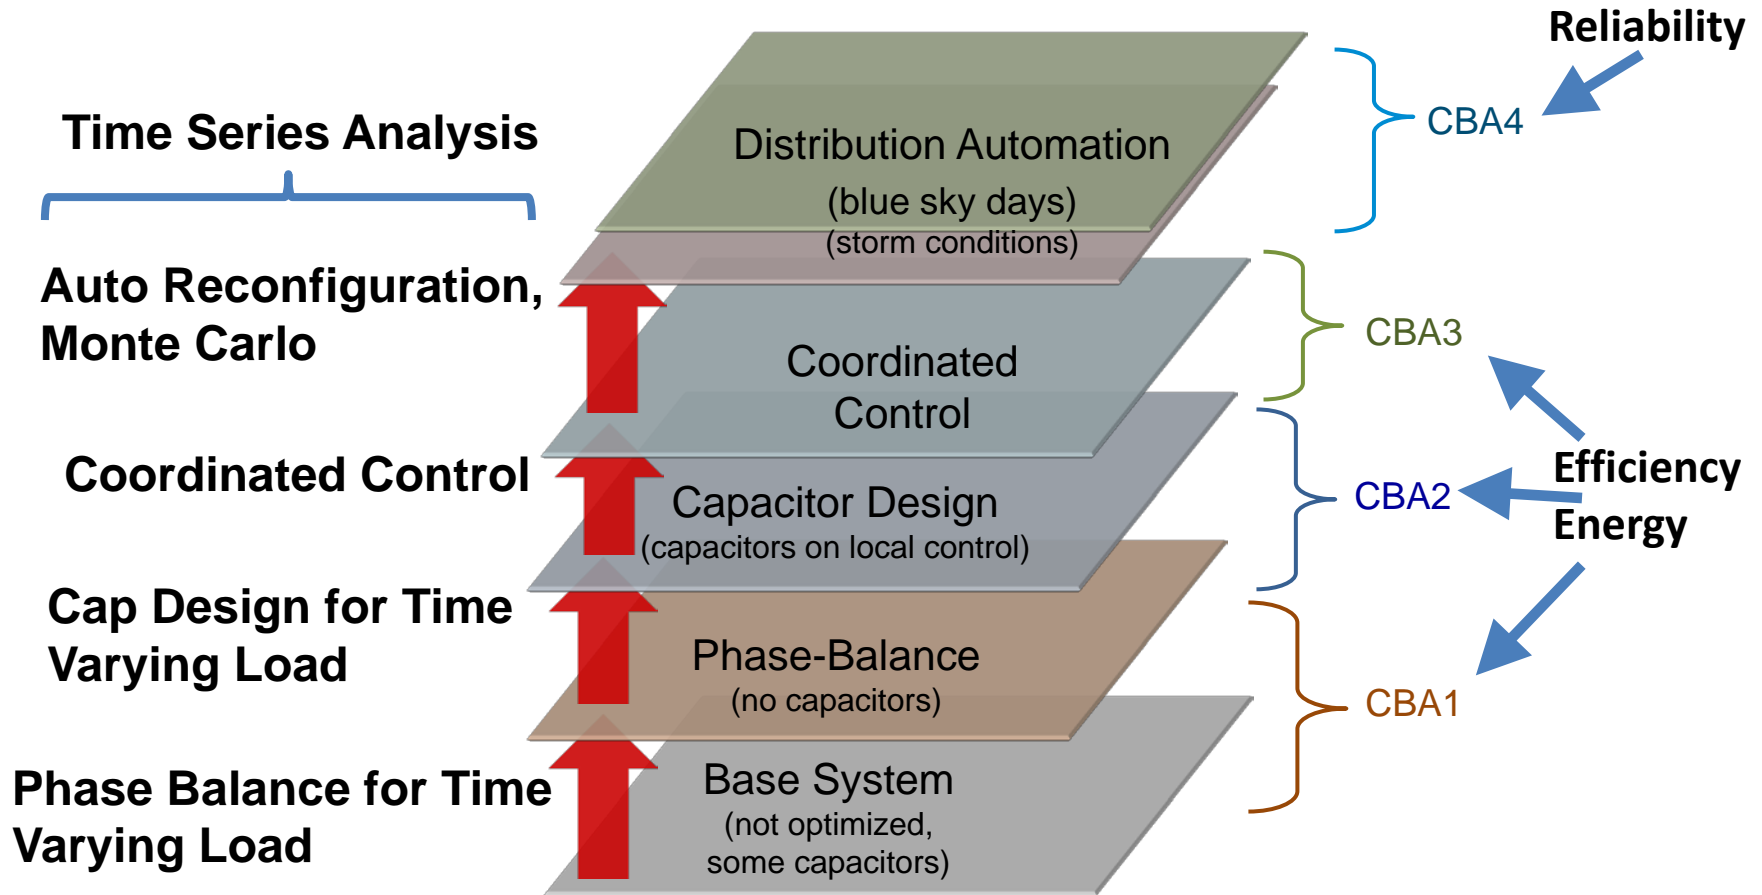 Time Series Analysis
Auto Reconfiguration,
Monte Carlo
Coordinated Control
Cap Design for Time
Varying Load
Phase Balance for Time
Varying Load
Distribution Automation
(blue sky days)
(storm conditions)
Coordinated
Control
Capacitor Design
(capacitors on local control)
Phase-Balance
(no capacitors)
Base System
(not optimized,
some capacitors)
Reliability
CBA4
CBA3
CBA2
CBA1
Efficiency
Energy